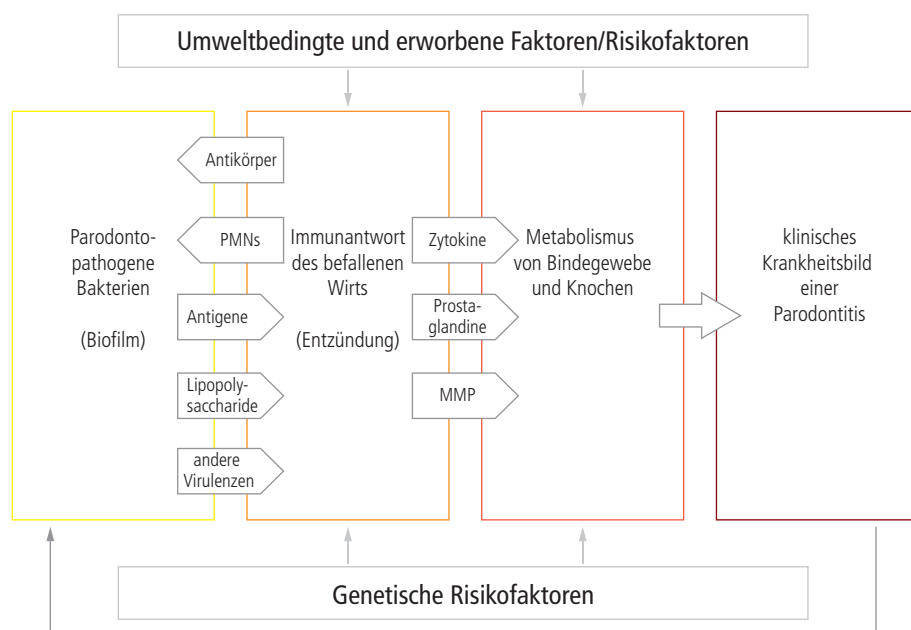 Umweltbedingte und erworbene Faktoren/Risikofaktoren
Parodonto-
pathogene
Bakterien
(Biofilm)
Antikörper
PMNs
Antigene
Lipopoly-
saccharide
andere
Virulenzen
Immunantwort
des befallenen
Wirts
(Entzündung)
Zytokine
Prosta-
glandine
MMP
Metabolismus
von Bindegewebe
und Knochen
klinisches
Krankheitsbild
einer
Parodontitis
Genetische Risikofaktoren